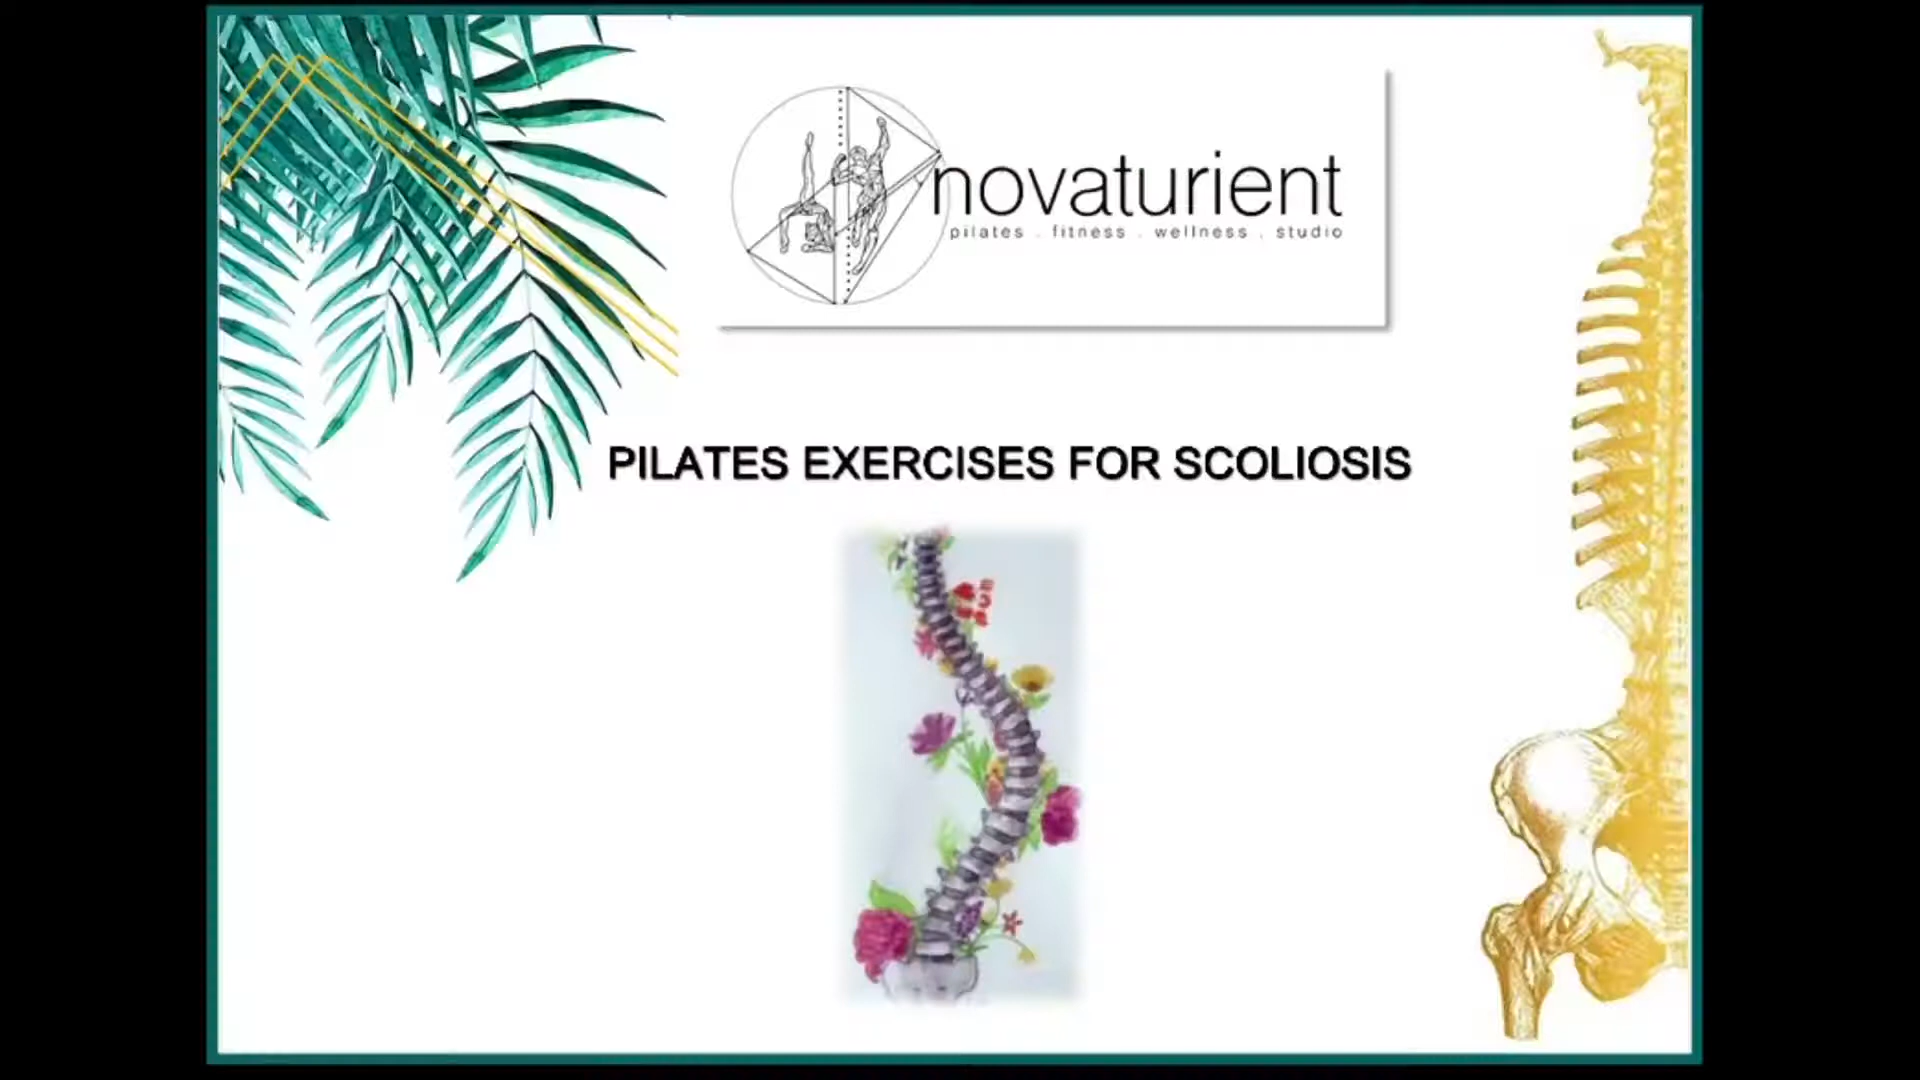 novaturient
pilates . fitness . wellness . studio
PILATES EXERCISES FOR SCOLIOSIS